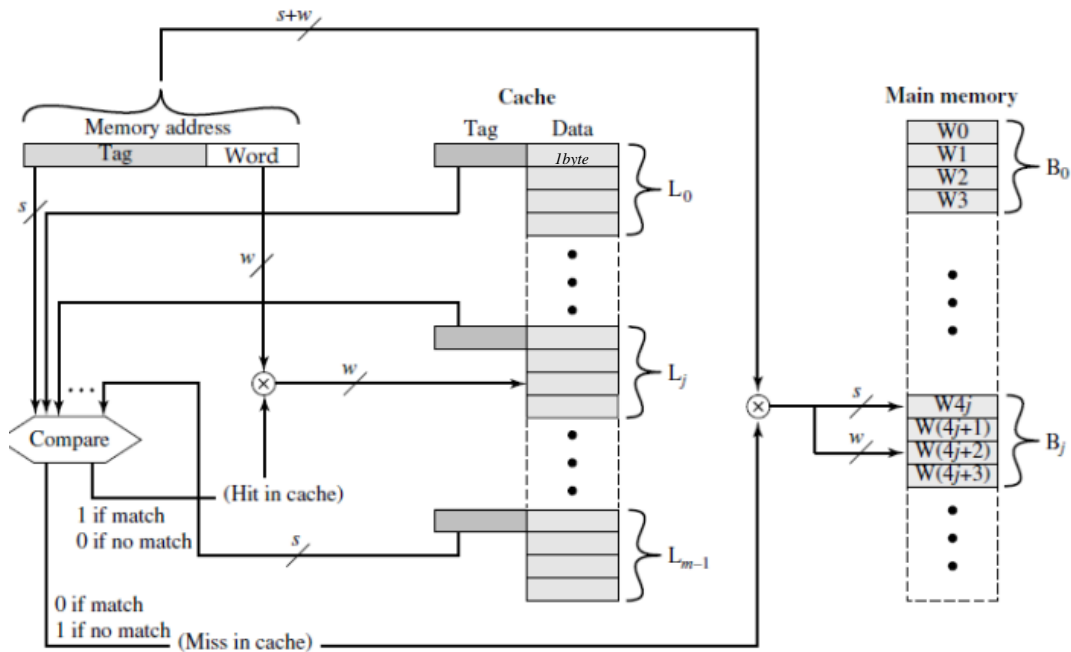 s+w
Cache
Main memory
Memory address
Tag Data
Tag Word
1byte
W0
W1
W2
W3
B0
L0
s
w
. . .
Lj
w
s
w
W4j
W(4j+1)
W(4j+2)
W(4j+3)
Bj
Compare
(Hit in cache)
1 if match
0 if no match
s
Lm–1
0 if match
1 if no match
(Miss in cache)